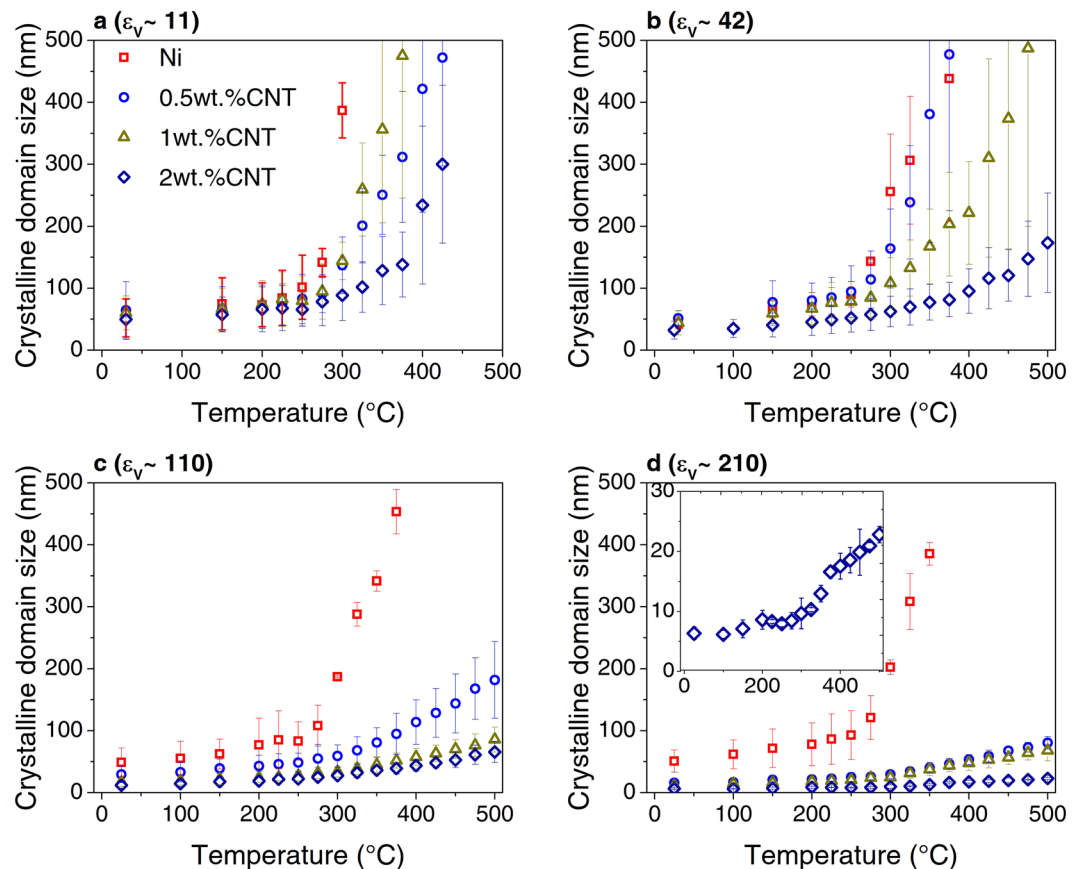 a (εᵥ~ 11)
Crystalline domain size (nm)
500
400
300
200
100
0
Ni
0.5wt.%CNT
1wt.%CNT
2wt.%CNT
0 100 200 300 400 500
Temperature (°C)
b (εᵥ~ 42)
Crystalline domain size (nm)
500
400
300
200
100
0
0 100 200 300 400 500
Temperature (°C)
c (εᵥ~ 110)
Crystalline domain size (nm)
500
400
300
200
100
0
0 100 200 300 400 500
Temperature (°C)
d (εᵥ~ 210)
Crystalline domain size (nm)
500
400
300
200
100
0
30
20
10
0
0 200 400
0 100 200 300 400 500
Temperature (°C)